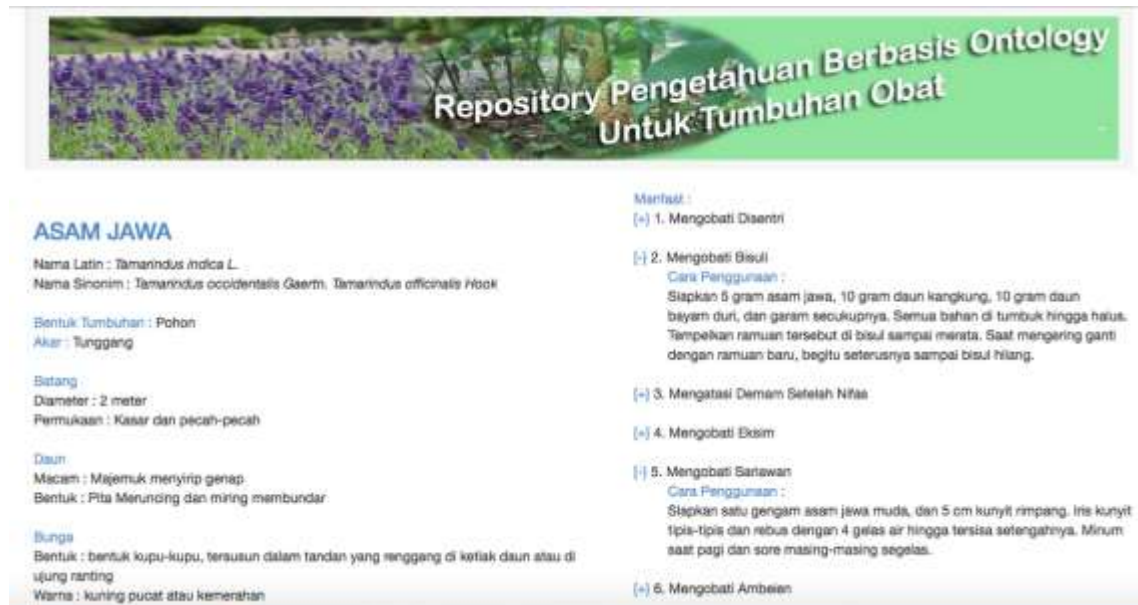 Repository Pengetahuan Berbasis Ontology
Untuk Tumbuhan Obat
ASAM JAWA
Nama Latin : Tamarindus indica L.
Nama Sinonim : Tamarindus occidentalis Gaertn. Tamarindus officinalis Hook
Bentuk Tumbuhan : Pohon
Akar : Tunggang
Batang
Diameter : 2 meter
Permukaan : Kasar dan pecah-pecah
Daun
Macam : Majemuk menyirip genap
Bentuk : Pita Meruncing dan miring membundar
Bunga
Bentuk : bentuk kupu-kupu, tersusun dalam tandan yang renggang di ketiak daun atau di
ujung ranting
Warna : kuning pucat atau kemerahan
Manfaat :
[+] 1. Mengobati Disentri
[-] 2. Mengobati Bisuli
Cara Penggunaan :
Siapkan 5 gram asam jawa, 10 gram daun kangkung, 10 gram daun
bayam duri, dan garam secukupnya. Semua bahan di tumbuk hingga halus.
Tempelkan ramuan tersebut di bisul sampai merata. Saat mengering ganti
dengan ramuan baru, begitu seterusnya sampai bisul hilang.
[+] 3. Mengatasi Demam Setelah Nifas
[+] 4. Mengobati Eksim
[-] 5. Mengobati Sariawan
Cara Penggunaan :
Siapkan satu gengam asam jawa muda, dan 5 cm kunyit rimpang. Iris kunyit
tipis-tipis dan rebus dengan 4 gelas air hingga tersisa setengahnya. Minum
saat pagi dan sore masing-masing segelas.
[+] 6. Mengobati Ambeien